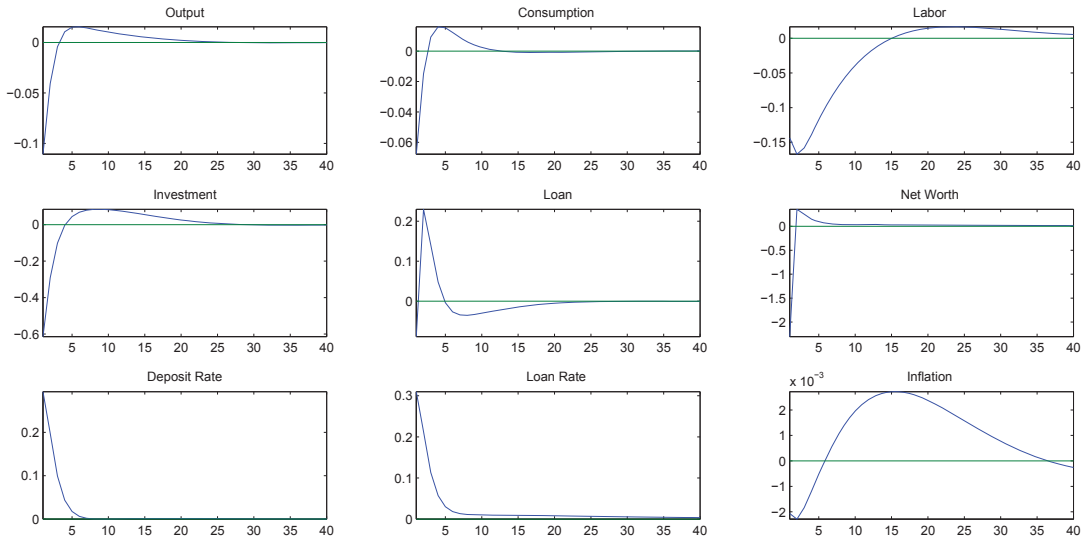 Output
Consumption
Labor
0
−0.05
−0.1
5 10 15 20 25 30 35 40
0
−0.02
−0.04
−0.06
5 10 15 20 25 30 35 40
0
−0.05
−0.1
−0.15
5 10 15 20 25 30 35 40
Investment
Loan
Net Worth
0
−0.2
−0.4
−0.6
5 10 15 20 25 30 35 40
0.2
0.1
0
5 10 15 20 25 30 35 40
0
−0.5
−1
−1.5
−2
5 10 15 20 25 30 35 40
Deposit Rate
Loan Rate
Inflation
0.2
0.1
0
5 10 15 20 25 30 35 40
0.3
0.2
0.1
0
5 10 15 20 25 30 35 40
x 10−3
2
1
0
−1
−2
5 10 15 20 25 30 35 40